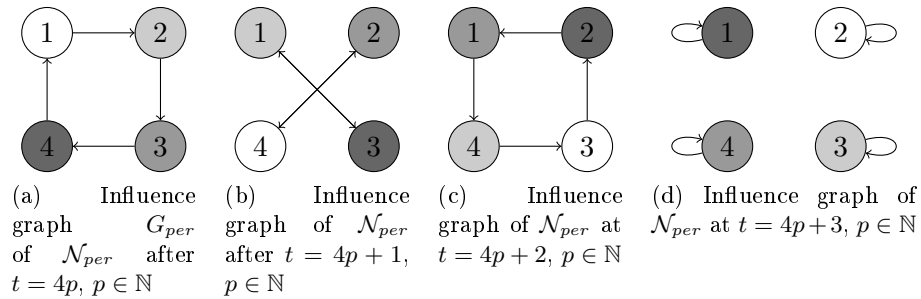 1 2
4 3
1 2
4 3
1 2
4 3
1 2
4 3
(a) Influence
graph G_per
of N_per after
t = 4p, p ∈ ℕ
(b) Influence
graph of N_per
after t = 4p + 1,
p ∈ ℕ
(c) Influence
graph of N_per at
t = 4p+2, p ∈ ℕ
(d) Influence graph of
N_per at t = 4p+3, p ∈ ℕ